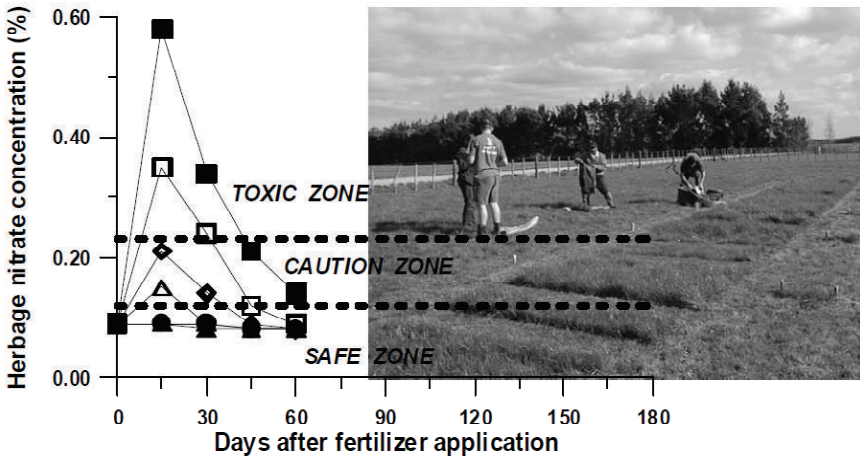 Herbage nitrate concentration (%)
0.60
0.40
0.20
0.00
TOXIC ZONE
CAUTION ZONE
SAFE ZONE
0 30 60 90 120 150 180
Days after fertilizer application